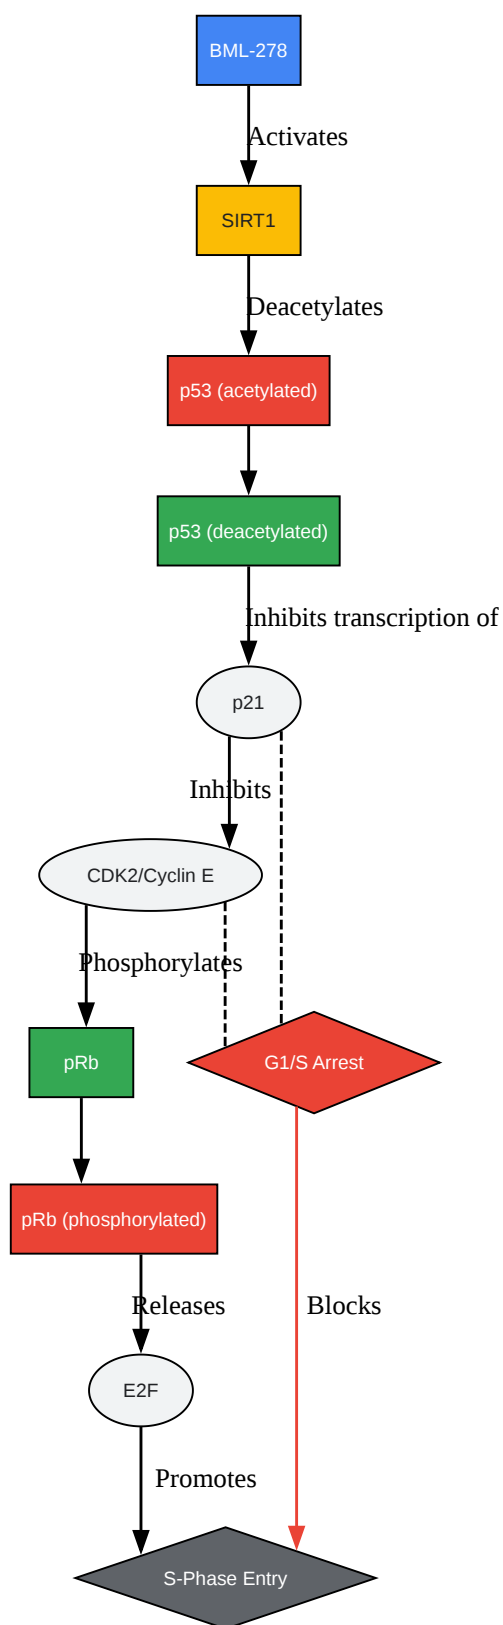 BML-278
Activates
SIRT1
Deacetylates
p53 (acetylated)
p53 (deacetylated)
Inhibits transcription of
p21
Inhibits
CDK2/Cyclin E
Phosphorylates
pRb
G1/S Arrest
pRb (phosphorylated)
Releases
Blocks
E2F
Promotes
S-Phase Entry